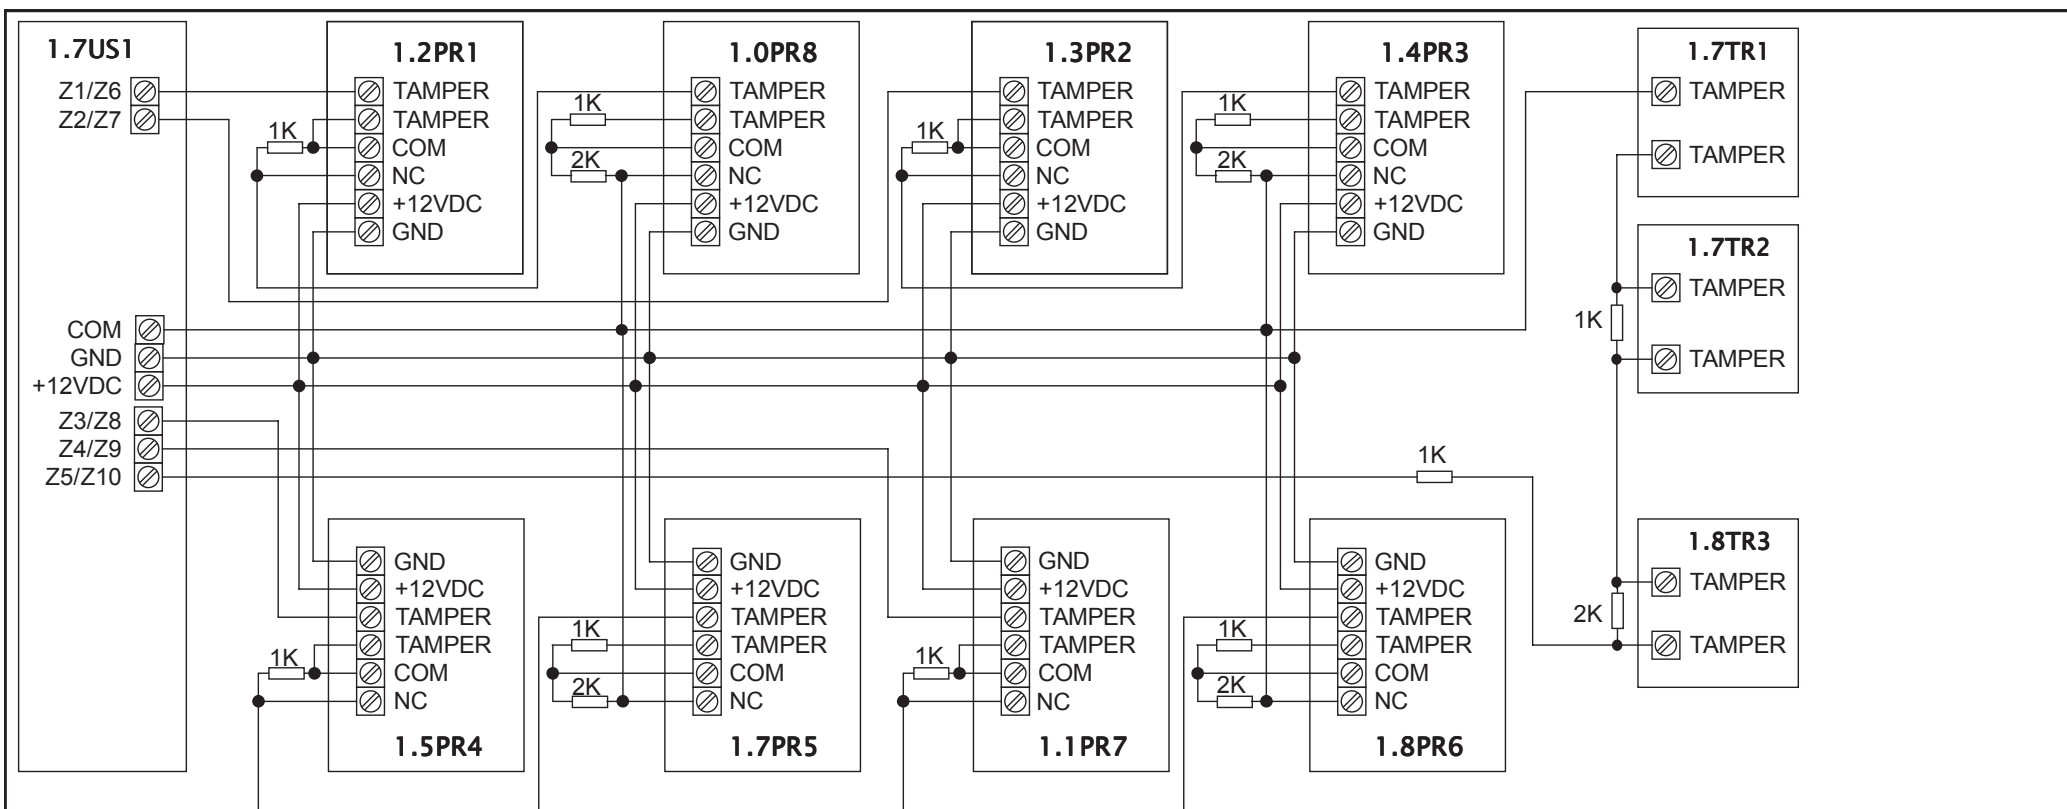 1.7US1
Z1/Z6
Z2/Z7
COM
GND
+12VDC
Z3/Z8
Z4/Z9
Z5/Z10
1.2PR1
TAMPER
TAMPER
COM
NC
+12VDC
GND
1K
1.0PR8
TAMPER
TAMPER
COM
NC
+12VDC
GND
1K
2K
1.3PR2
TAMPER
TAMPER
COM
NC
+12VDC
GND
1K
1.4PR3
TAMPER
TAMPER
COM
NC
+12VDC
GND
1K
2K
1.7TR1
TAMPER
TAMPER
1.7TR2
TAMPER
TAMPER
1K
1K
1.8TR3
TAMPER
TAMPER
2K
GND
+12VDC
TAMPER
TAMPER
COM
NC
1K
1.5PR4
GND
+12VDC
TAMPER
TAMPER
COM
NC
1K
2K
1.7PR5
GND
+12VDC
TAMPER
TAMPER
COM
NC
1K
1.1PR7
GND
+12VDC
TAMPER
TAMPER
COM
NC
1K
2K
1.8PR6